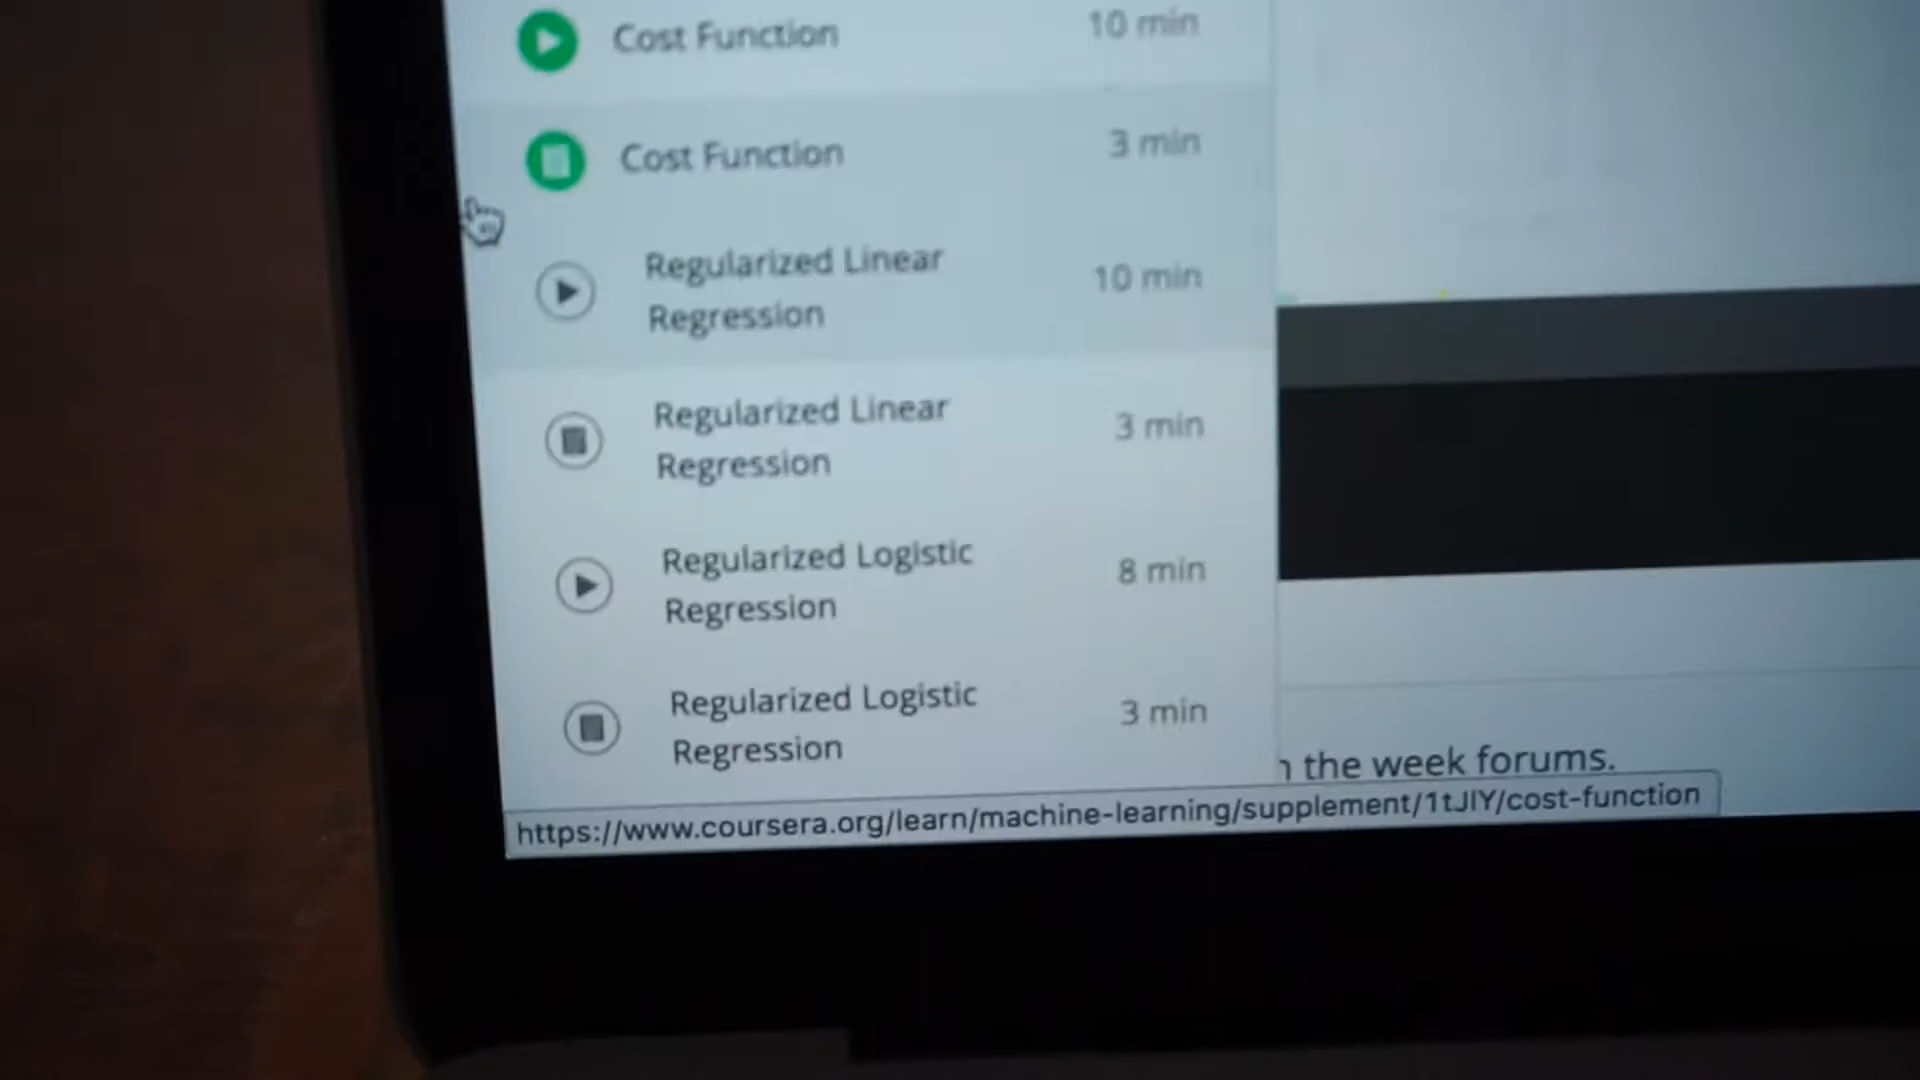 Cost Function 10 min
Cost Function 3 min
Regularized Linear
Regression 10 min
Regularized Linear
Regression 3 min
Regularized Logistic
Regression 8 min
Regularized Logistic
Regression 3 min
the week forums.
https://www.coursera.org/learn/machine-learning/supplement/1tJlY/cost-function